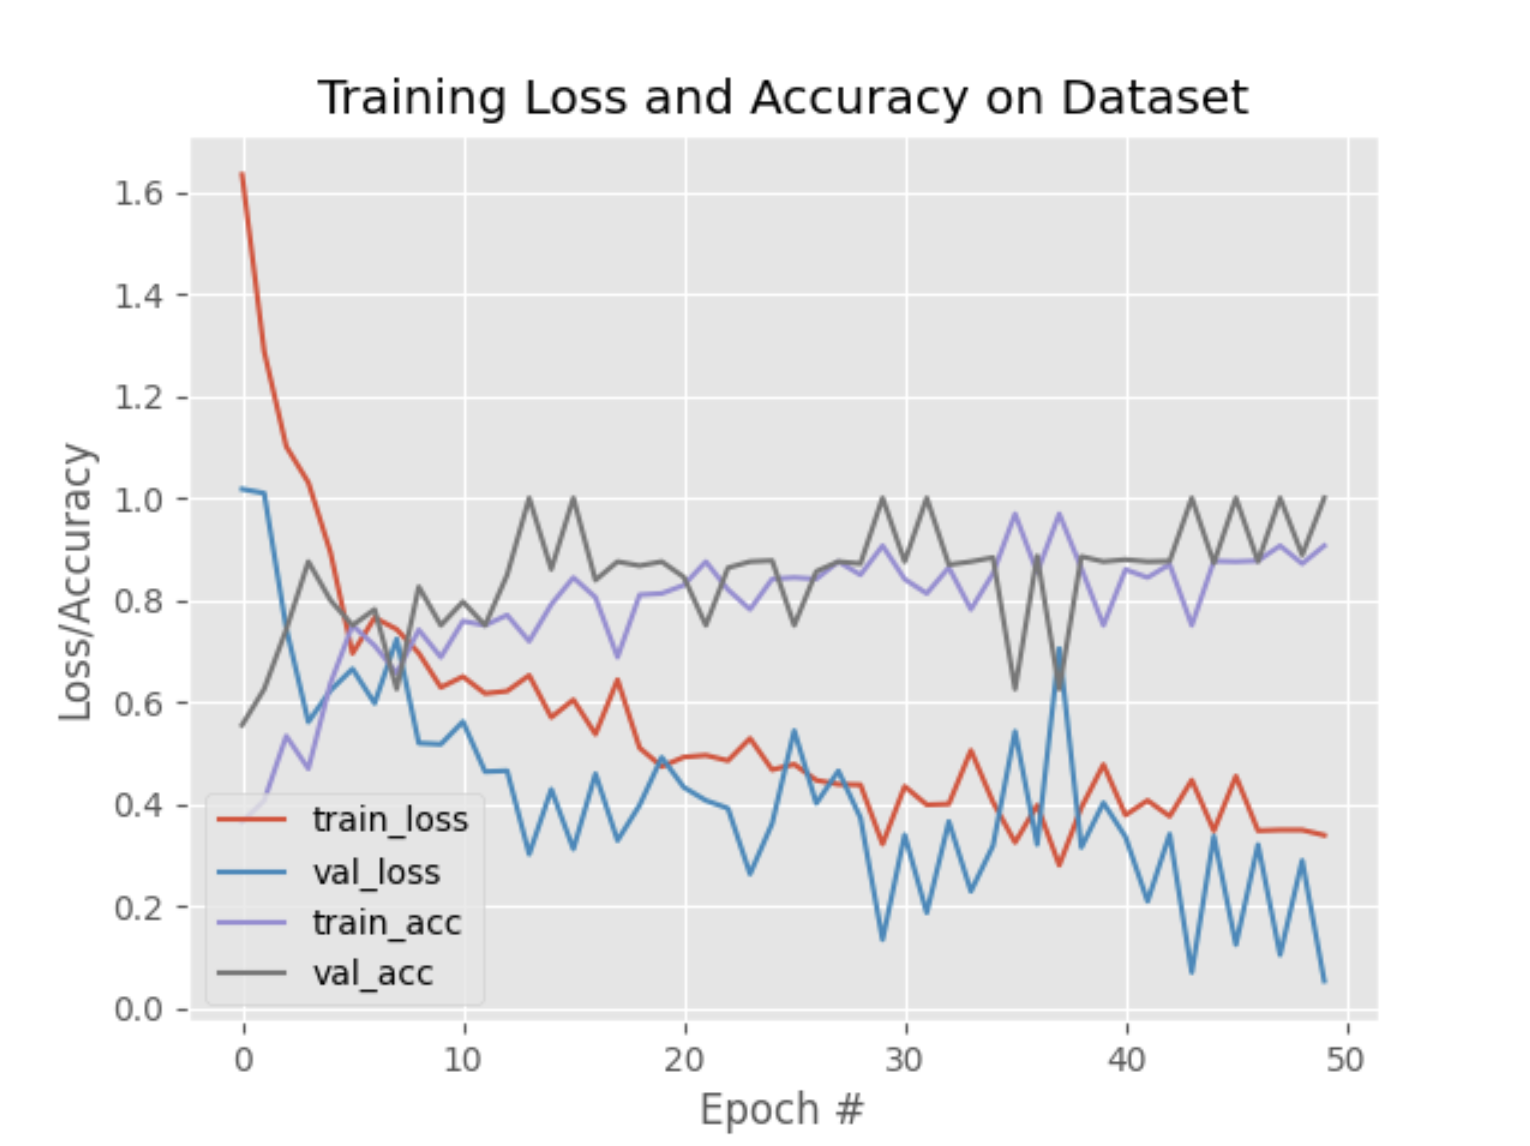 Training Loss and Accuracy on Dataset
1.6
1.4
1.2
1.0
0.8
0.6
0.4
0.2
0.0
Loss/Accuracy
train_loss
val_loss
train_acc
val_acc
0 10 20 30 40 50
Epoch #